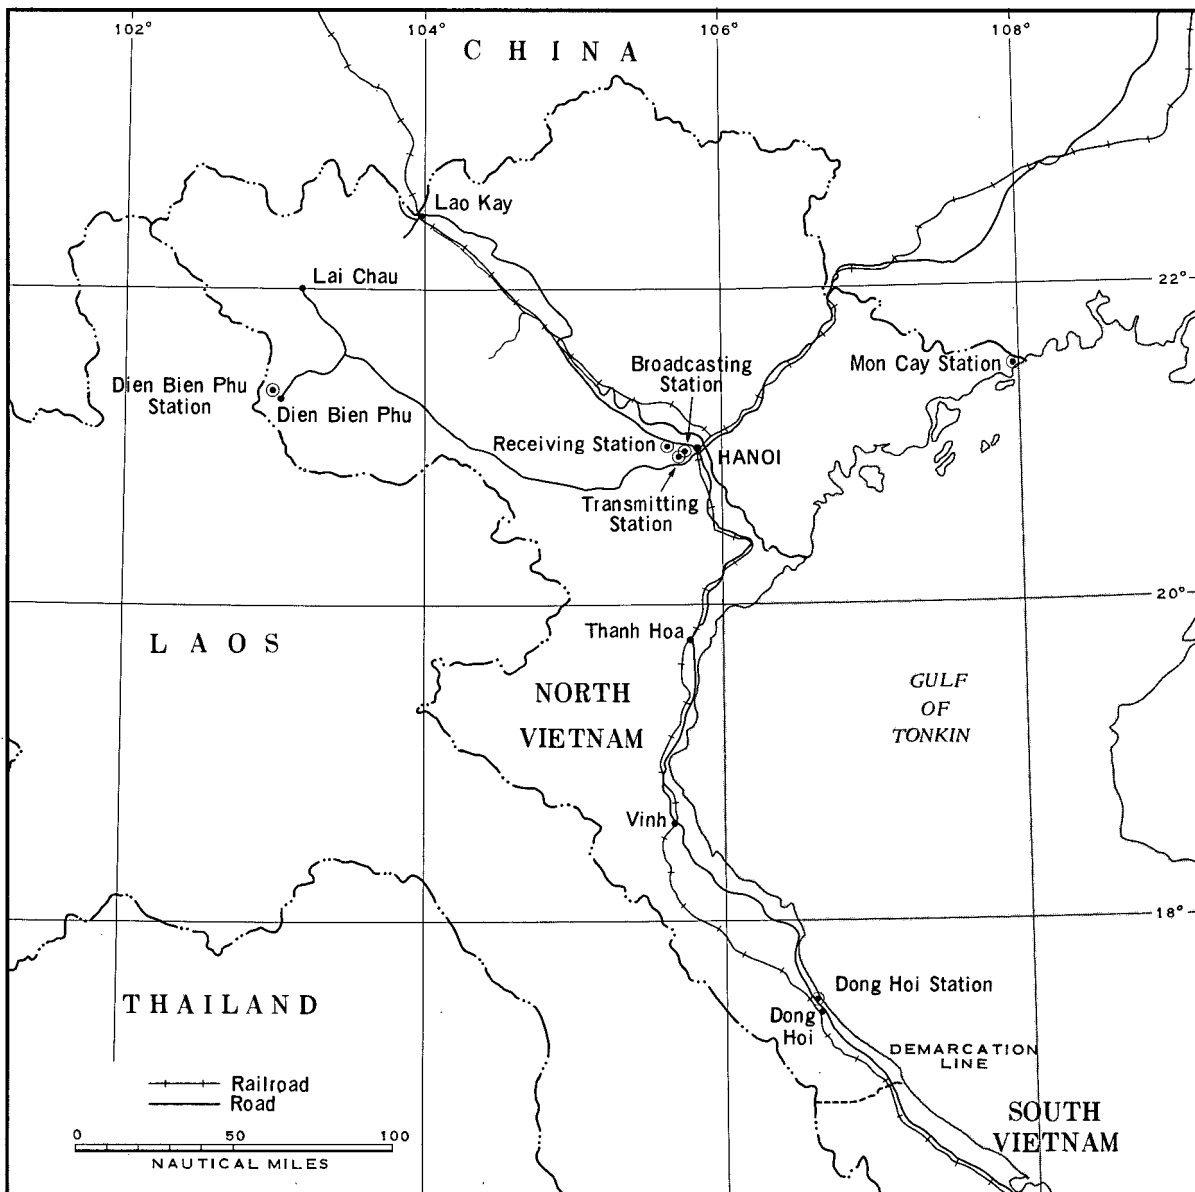 102°
104°
106°
108°
CHINA
Lao Kay
Lai Chau
22°
Broadcasting
Station
Mon Cay Station
Dien Bien Phu
Station
Dien Bien Phu
Receiving Station
HANOI
Transmitting
Station
20°
Thanh Hoa
LAOS
NORTH
VIETNAM
GULF
OF
TONKIN
Vinh
18°
Dong Hoi Station
Dong
Hoi
THAILAND
DEMARCATION
LINE
Railroad
Road
SOUTH
VIETNAM
0 50 100
NAUTICAL MILES